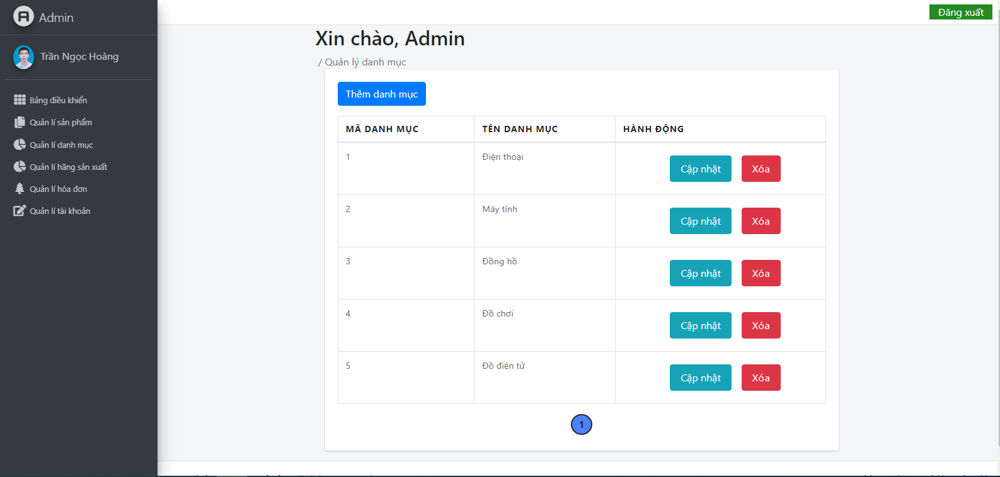 Admin
Đăng xuất
Trần Ngọc Hoàng
Bảng điều khiển
Quản lí sản phẩm
Quản lí danh mục
Quản lí hãng sản xuất
Quản lí hóa đơn
Quản lí tài khoản
Xin chào, Admin
/ Quản lý danh mục
Thêm danh mục
MÃ DANH MỤC TÊN DANH MỤC HÀNH ĐỘNG
1 Điện thoại Cập nhật Xóa
2 Máy tính Cập nhật Xóa
3 Đồng hồ Cập nhật Xóa
4 Đồ chơi Cập nhật Xóa
5 Đồ điện tử Cập nhật Xóa
1